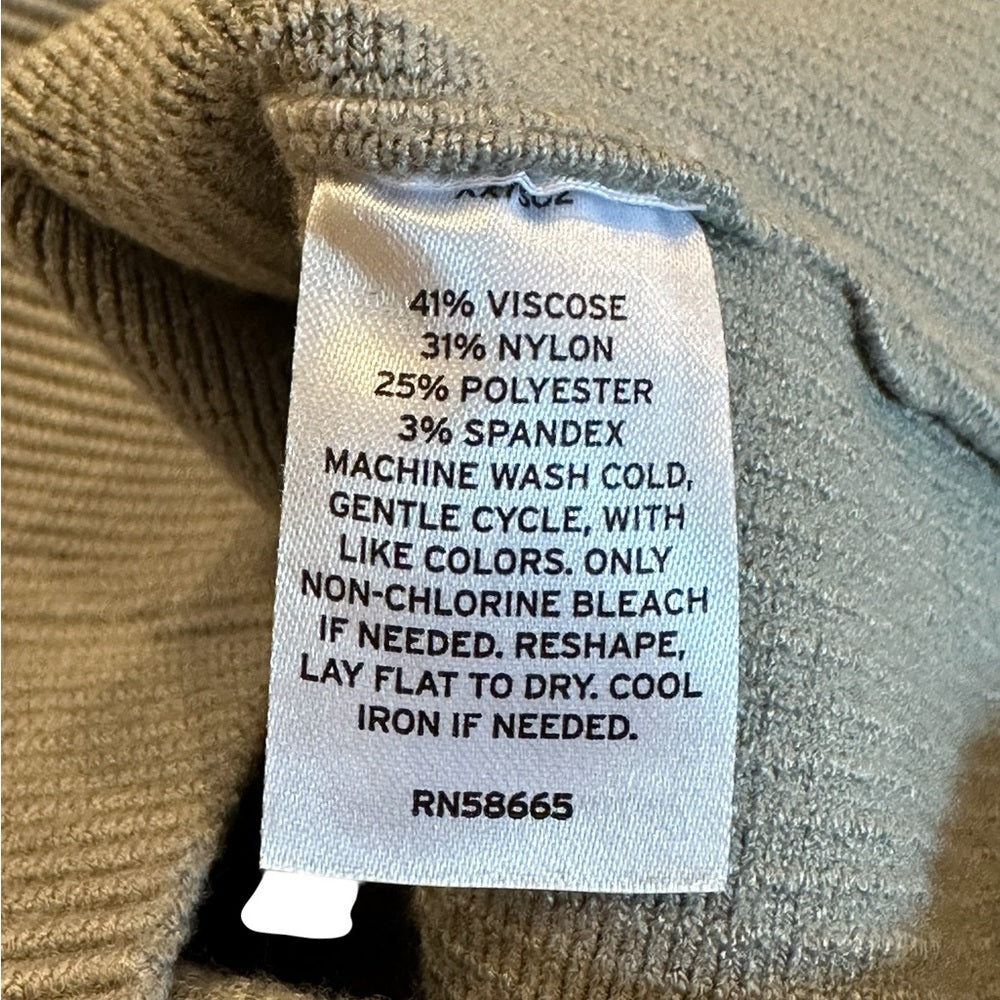 41% VISCOSE
31% NYLON
25% POLYESTER
3% SPANDEX
MACHINE WASH COLD,
GENTLE CYCLE, WITH
LIKE COLORS. ONLY
NON-CHLORINE BLEACH
IF NEEDED. RESHAPE,
LAY FLAT TO DRY. COOL
IRON IF NEEDED.
RN58665